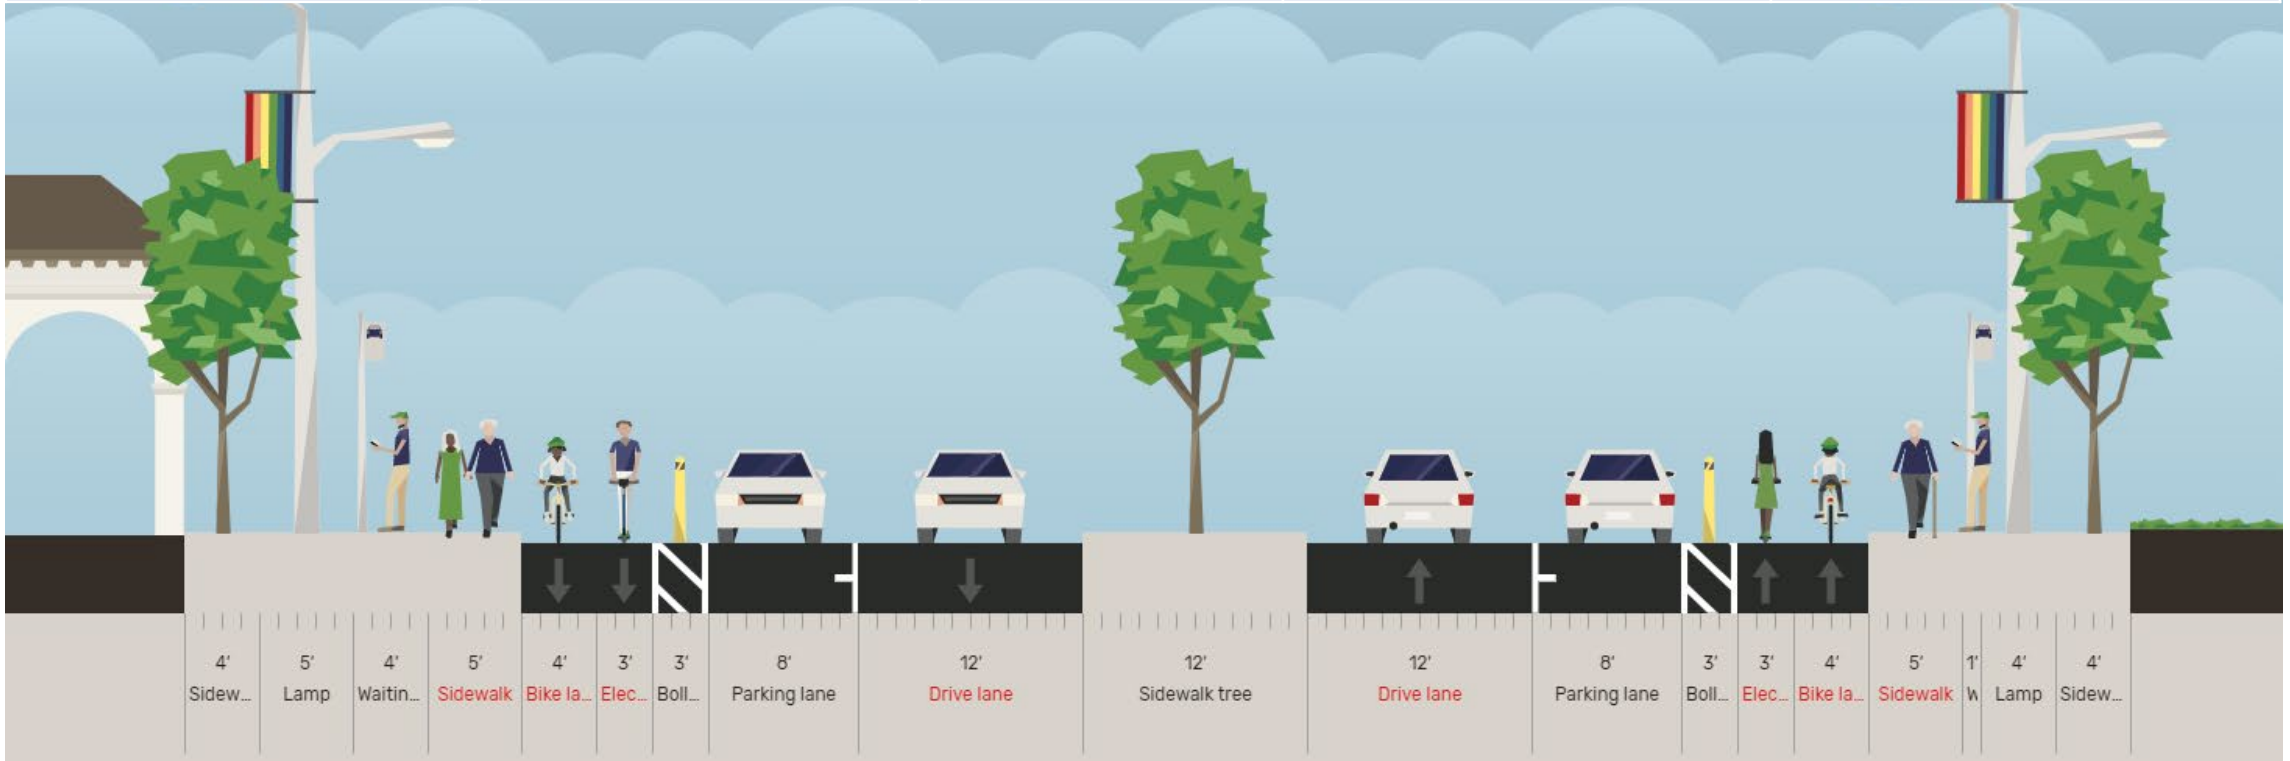 4' 5' 4' 5' 4' 3' 3' 8' 12' 12' 12' 8' 3' 3' 4' 5' 1' 4' 4'
Sidew... Lamp Waitin... Sidewalk Bike la... Elec... Boll... Parking lane Drive lane Sidewalk tree Drive lane Parking lane Boll... Elec... Bike la... Sidewalk W Lamp Sidew...